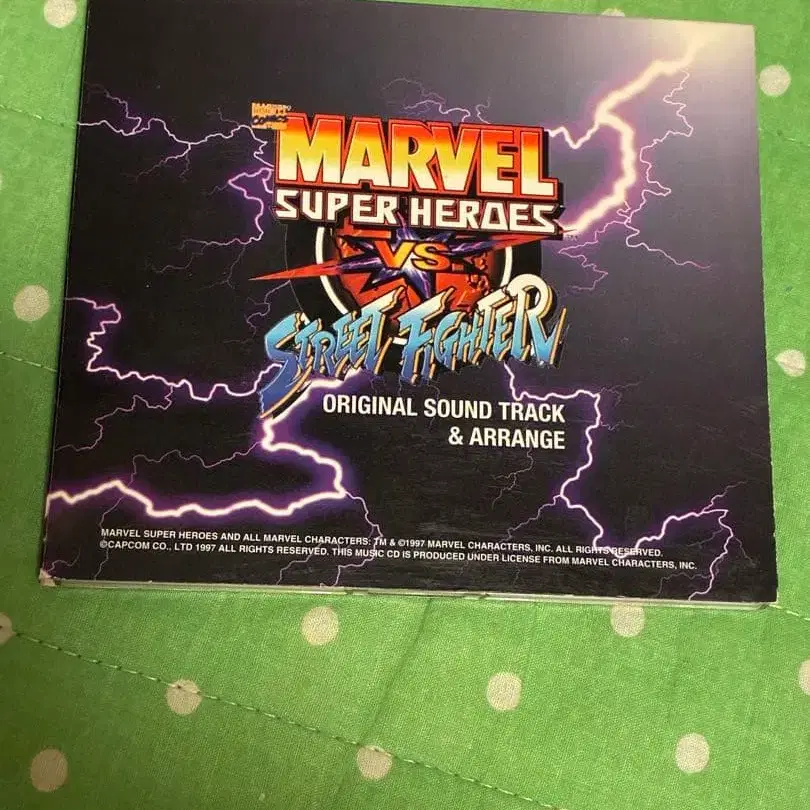 MARVEL
COMICS
MARVEL
SUPER HEROES
VS.
STREET FIGHTER
ORIGINAL SOUND TRACK
& ARRANGE
MARVEL SUPER HEROES AND ALL MARVEL CHARACTERS: TM & ©1997 MARVEL CHARACTERS, INC. ALL RIGHTS RESERVED.
©CAPCOM CO., LTD 1997 ALL RIGHTS RESERVED. THIS MUSIC CD IS PRODUCED UNDER LICENSE FROM MARVEL CHARACTERS, INC.